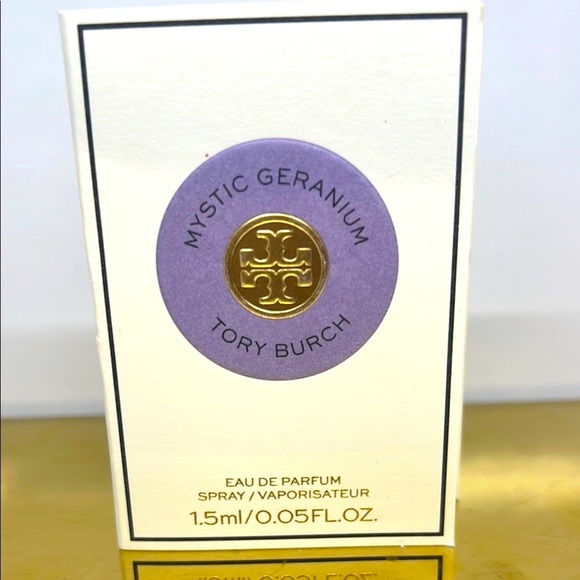 MYSTIC GERANIUM
TORY BURCH
EAU DE PARFUM
SPRAY / VAPORISATEUR
1.5ml/0.05FL.OZ.